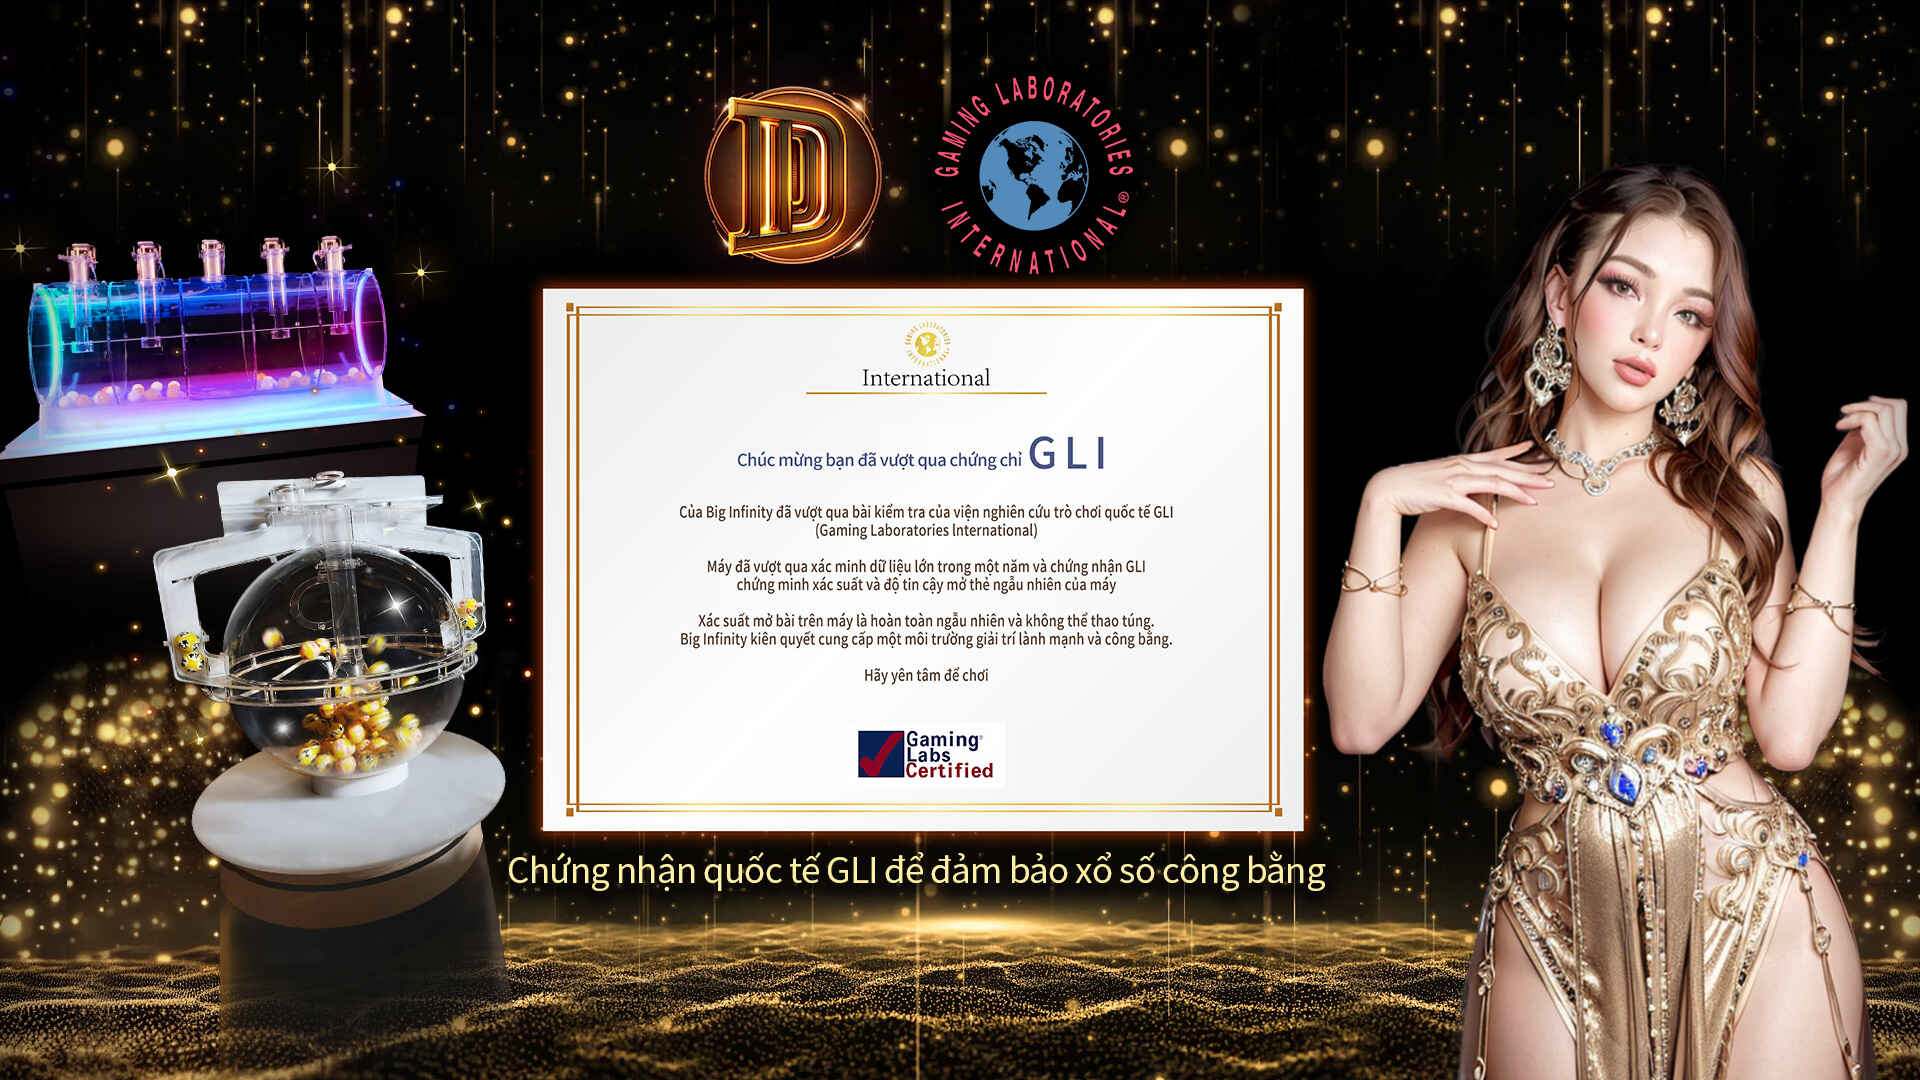 D
GAMING LABORATORIES INTERNATIONAL®
GAMING LABORATORIES INTERNATIONAL
International
Chúc mừng bạn đã vượt qua chứng chỉ GLI
Của Big Infinity đã vượt qua bài kiểm tra của viện nghiên cứu trò chơi quốc tế GLI
(Gaming Laboratories International)
Máy đã vượt qua xác minh dữ liệu lớn trong một năm và chứng nhận GLI
chứng minh xác suất và độ tin cậy mở thẻ ngẫu nhiên của máy
Xác suất mở bài trên máy là hoàn toàn ngẫu nhiên và không thể thao túng.
Big Infinity kiên quyết cung cấp một môi trường giải trí lành mạnh và công bằng.
Hãy yên tâm để chơi
Gaming®
Labs
Certified
Chứng nhận quốc tế GLI để đảm bảo xổ số công bằng